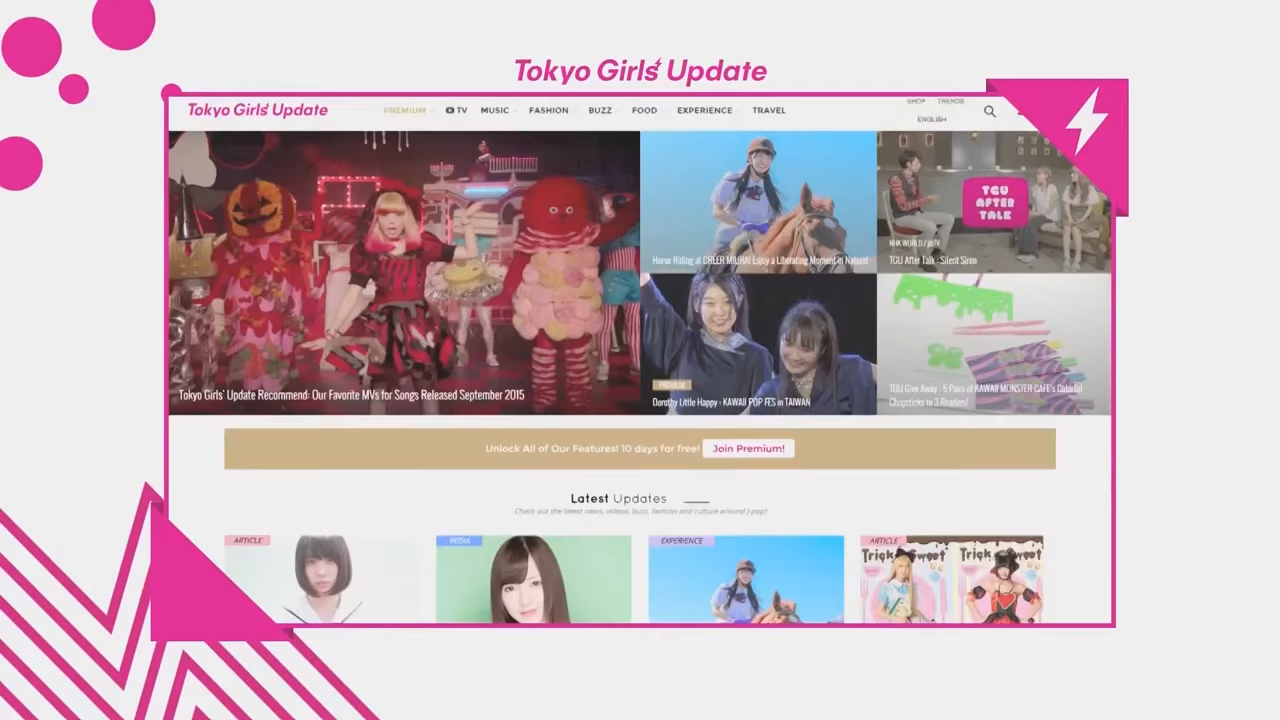 Tokyo Girls' Update
Tokyo Girls' Update
PREMIUM
TV
MUSIC
FASHION
BUZZ
FOOD
EXPERIENCE
TRAVEL
SHOP
TRENDS
ENGLISH
TGU
AFTER
TALK
NHK WORLD / jibTV
TGU After Talk : Silent Siren
Horse Riding at CHEER MIURA! Enjoy a Liberating Moment in Nature!
Tokyo Girls' Update Recommend: Our Favorite MVs for Songs Released September 2015
PREMIUM
Dorothy Little Happy : KAWAII POP FES in TAIWAN
TGU Give Away : 5 Pairs of KAWAII MONSTER CAFE's Colorful
Chopsticks to 3 Readers!
Unlock All of Our Features! 10 days for free! Join Premium!
Latest Updates
Check out the latest news, videos, buzz, fashion and culture around j-pop!
ARTICLE
PEDIA
EXPERIENCE
ARTICLE
Trick Sweet
Trick Sweet